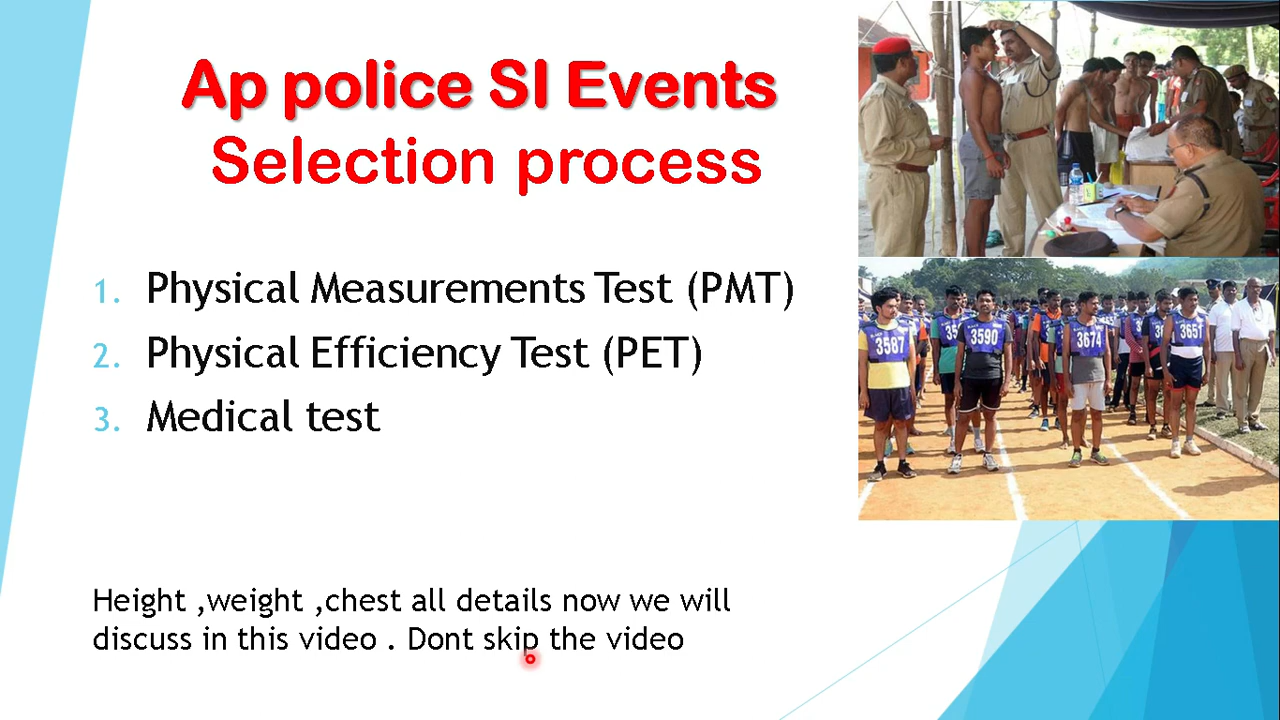 Ap police SI Events
Selection process
1. Physical Measurements Test (PMT)
2. Physical Efficiency Test (PET)
3. Medical test
Height ,weight ,chest all details now we will
discuss in this video . Dont skip the video
3587
3590
3674
3651